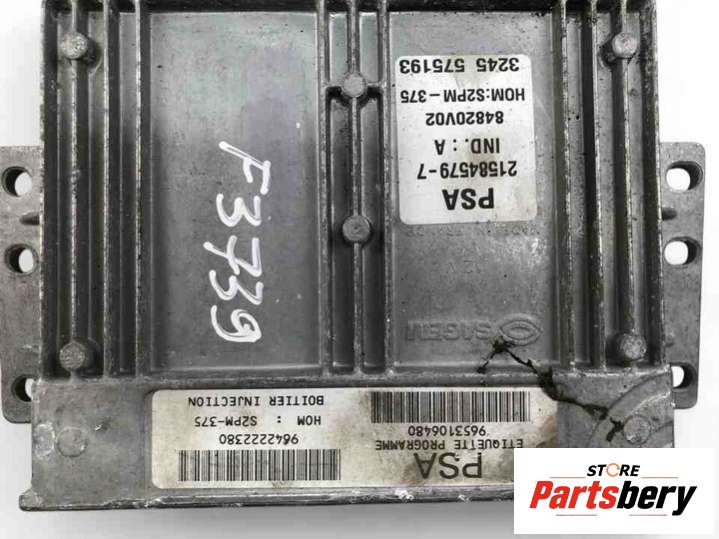 PSA
21584579-7
IND. : A
84820V02
HOM:S2PM-375
3245 575193
F3739
SAGEM
PSA
ETIQUETTE PROGRAMME
9653106480
9642222380
HOM : S2PM-375
BOITIER INJECTION
STORE
Partsbery